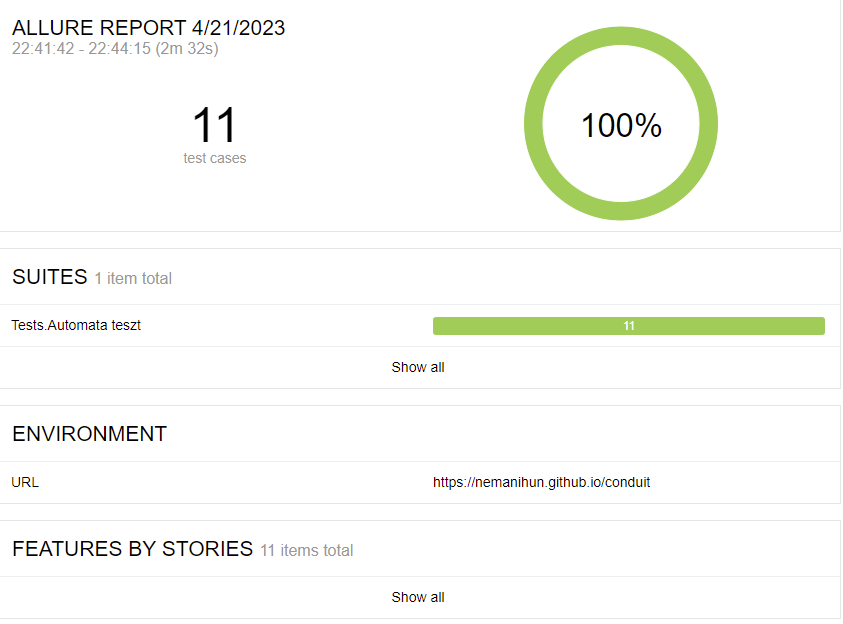 ALLURE REPORT 4/21/2023
22:41:42 - 22:44:15 (2m 32s)
11
test cases
100%
SUITES 1 item total
Tests.Automata teszt 11
Show all
ENVIRONMENT
URL https://nemanihun.github.io/conduit
FEATURES BY STORIES 11 items total
Show all